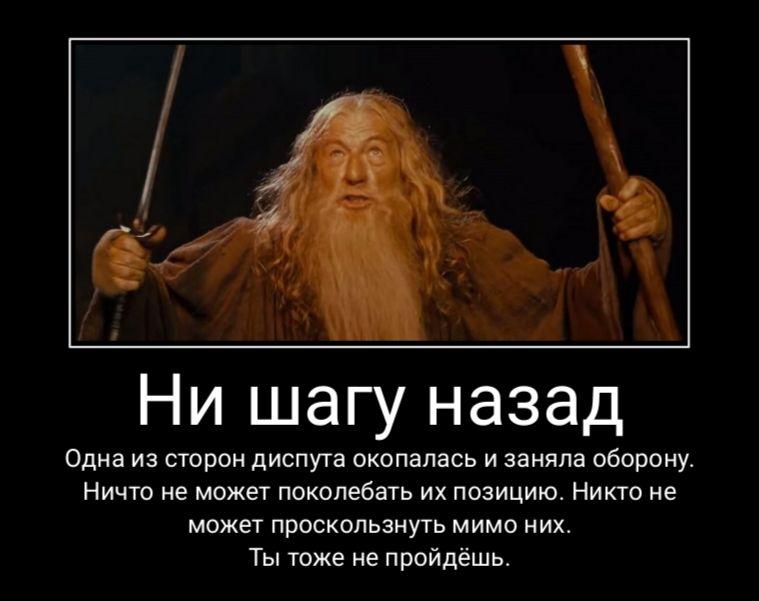 Ни шагу назад
Одна из сторон диспута окопалась и заняла оборону.
Ничто не может поколебать их позицию. Никто не
может проскользнуть мимо них.
Ты тоже не пройдёшь.